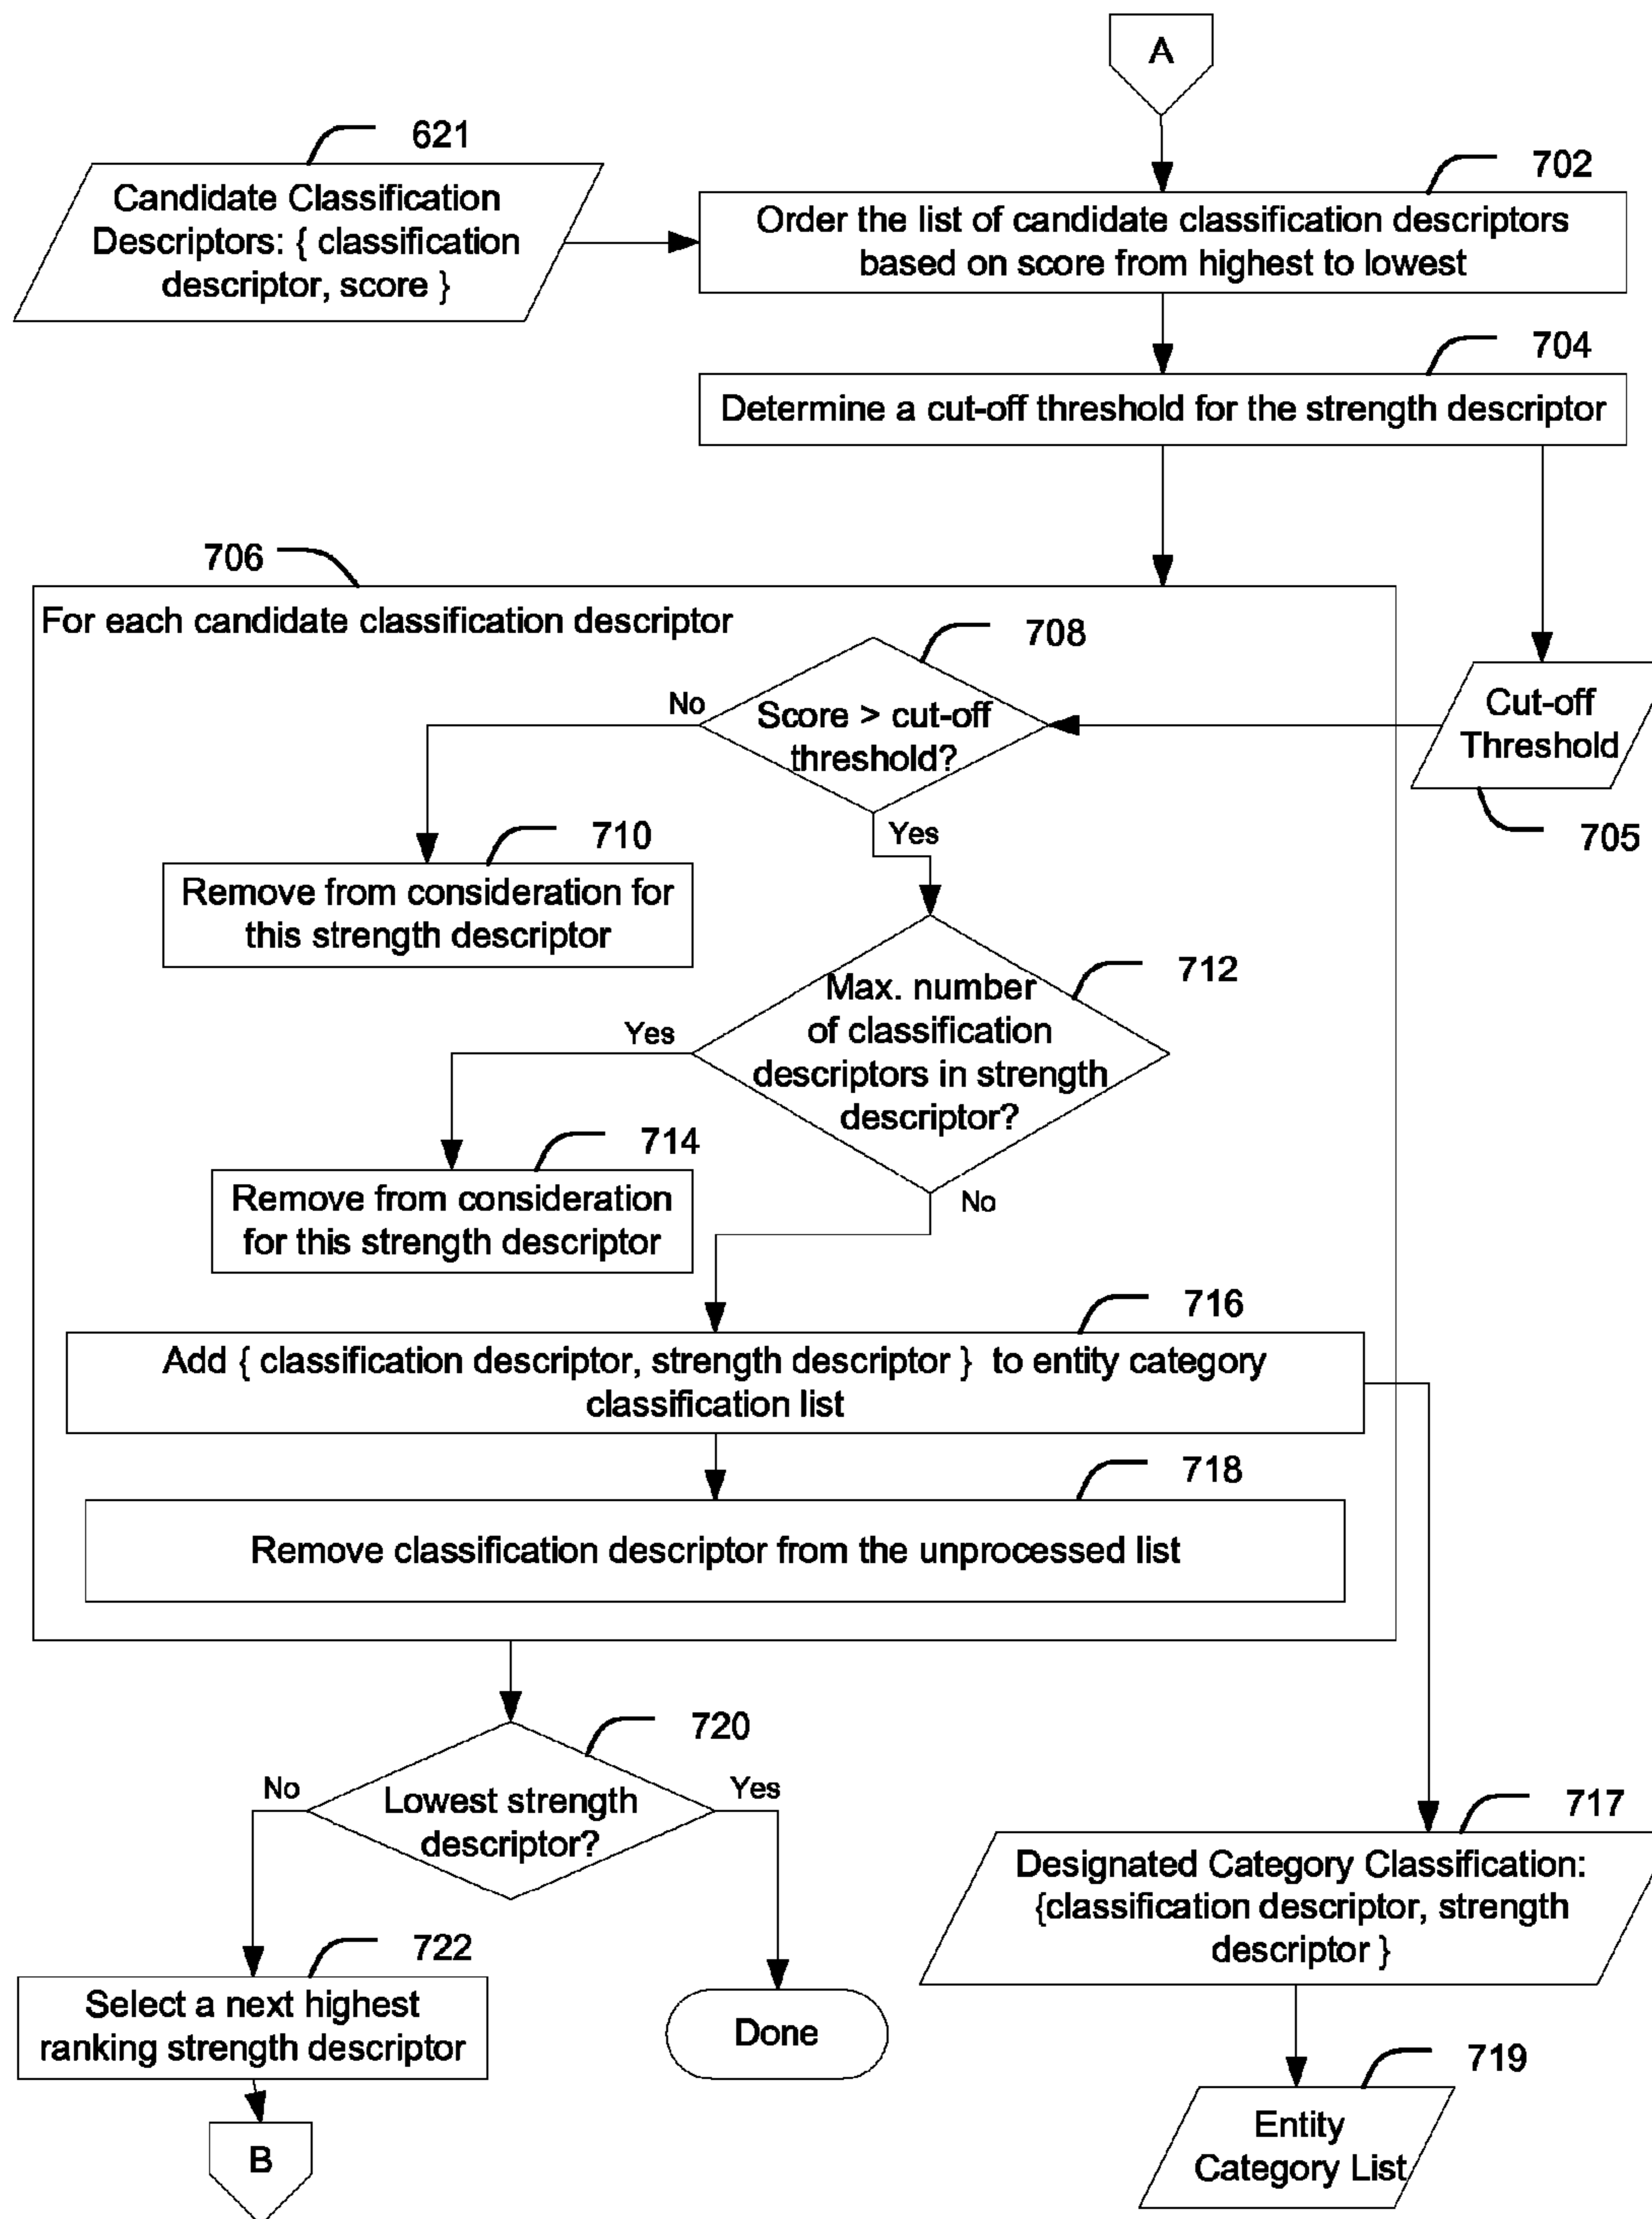 A
621
Candidate Classification
Descriptors: { classification
descriptor, score }
702
Order the list of candidate classification descriptors
based on score from highest to lowest
704
Determine a cut-off threshold for the strength descriptor
706
For each candidate classification descriptor
708
No
Score > cut-off
threshold?
Cut-off
Threshold
705
Yes
710
Remove from consideration for
this strength descriptor
712
Max. number
of classification
descriptors in strength
descriptor?
Yes
714
Remove from consideration
for this strength descriptor
No
716
Add { classification descriptor, strength descriptor } to entity category
classification list
718
Remove classification descriptor from the unprocessed list
720
No
Yes
Lowest strength
descriptor?
717
Designated Category Classification:
{classification descriptor, strength
descriptor }
722
Select a next highest
ranking strength descriptor
Done
719
Entity
Category List
B